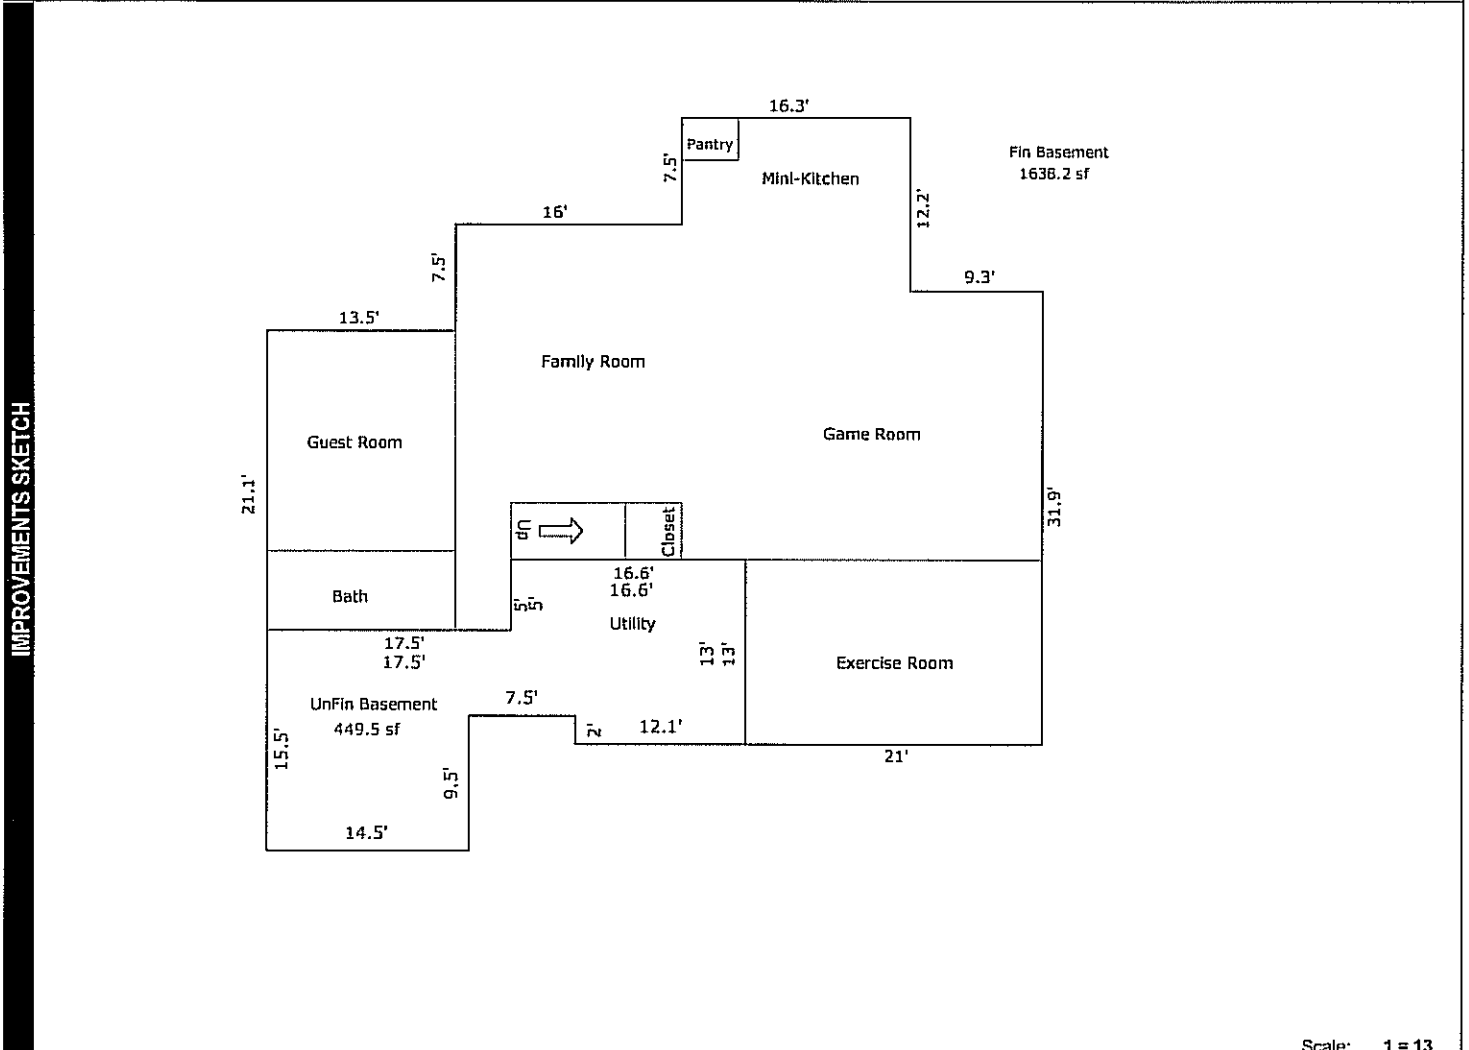 IMPROVEMENTS SKETCH
16.3'
Pantry
7.5'
Mini-Kitchen
Fin Basement
1638.2 sf
12.2'
16'
7.5'
9.3'
13.5'
Family Room
Guest Room
Game Room
21.1'
31.9'
Up
Closet
16.6'
16.6'
Bath
5'
5'
Utility
17.5'
17.5'
13'
13'
Exercise Room
UnFin Basement
449.5 sf
7.5'
2'
12.1'
15.5'
21'
9.5'
14.5'
Scale: 1 = 13